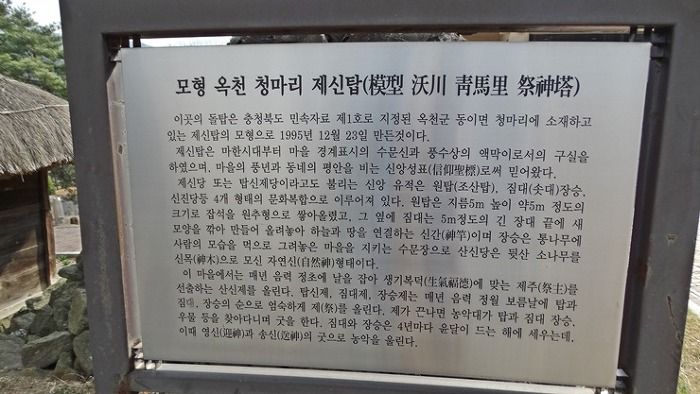 모형 옥천 청마리 제신탑(模型 沃川 靑馬里 祭神塔)
이곳의 돌탑은 충청북도 민속자료 제1호로 지정된 옥천군 동이면 청마리에 소재하고
있는 제신탑의 모형으로 1995년 12월 23일 만든것이다.
제신탑은 마한시대부터 마을 경계표시의 수문신과 풍수상의 액막이로서의 구실을
하였으며, 마을의 풍년과 동네의 평안을 비는 신앙성표(信仰聖標)로써 믿어왔다.
제신당 또는 탑신제당이라고도 불리는 신앙 유적은 원탑(조산탑), 짐대(솟대)장승,
신진당등 4개 형태의 문화복합으로 이루어져 있다. 원탑은 지름5m 높이 약5m 정도의
크기로 잡석을 원추형으로 쌓아올렸고, 그 옆에 짐대는 5m정도의 긴 장대 끝에 새
모양을 깎아 만들어 올려놓아 하늘과 땅을 연결하는 신간(神竿)이며 장승은 통나무에
사람의 모습을 먹으로 그려놓은 마을을 지키는 수문장으로 산신당은 뒷산 소나무를
신목(神木)으로 모신 자연신(自然神)형태이다.
이 마을에서는 매년 음력 정초에 날을 잡아 생기복덕(生氣福德)에 맞는 제주(祭主)를
선출하는 산신제를 올린다. 탑신제, 짐대제, 장승제는 매년 음력 정월 보름날에 탑과
짐대, 장승의 순으로 엄숙하게 제(祭)를 올린다. 제가 끝나면 농악대가 탑과 짐대 장승,
우물 등을 찾아다니며 굿을 한다. 짐대와 장승은 4년마다 윤달이 드는 해에 세우는데,
이때 영신(迎神)과 송신(送神)의 굿으로 농악을 올린다.